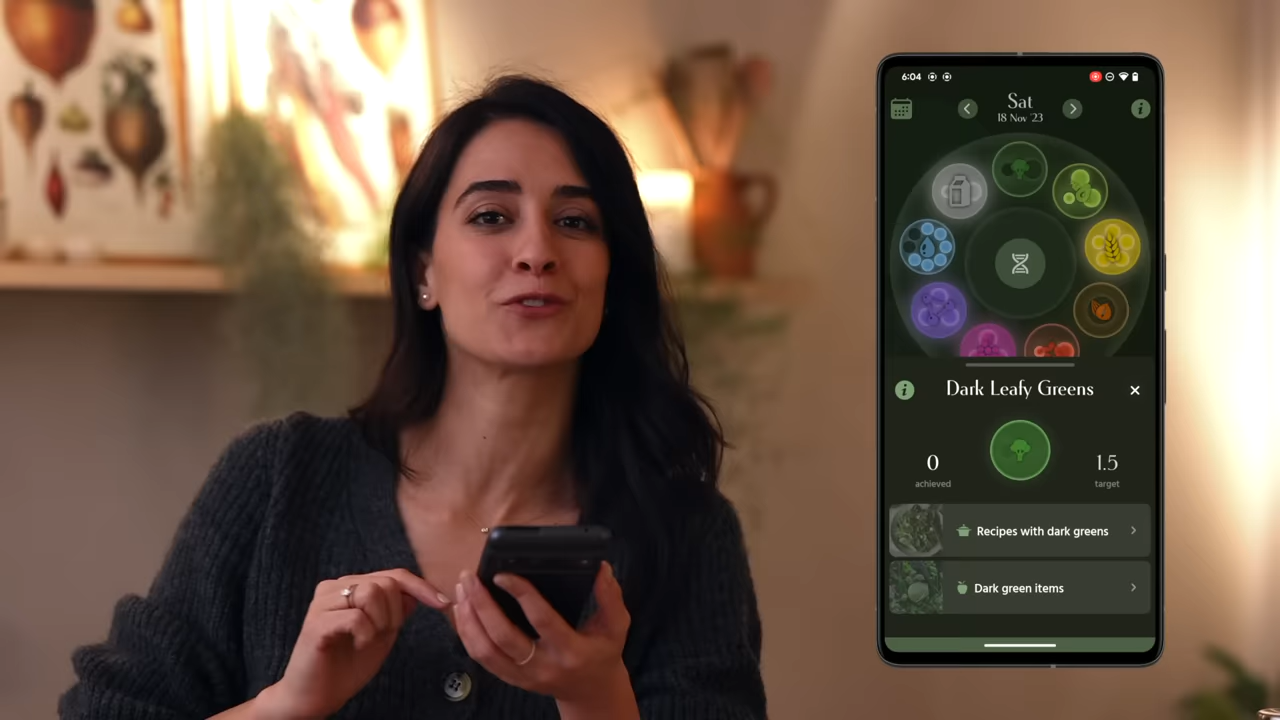 6:04
Sat
18 Nov '23
Dark Leafy Greens
0
achieved
1.5
target
Recipes with dark greens
Dark green items